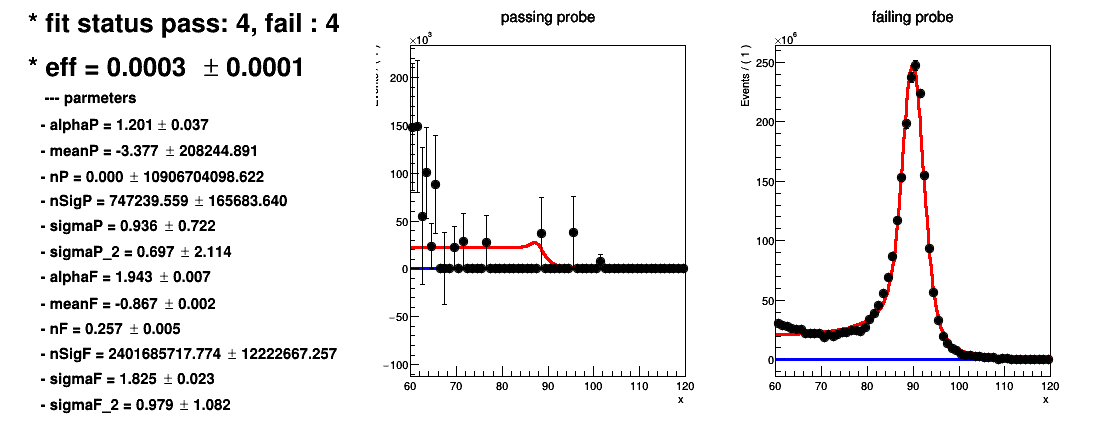 * fit status pass: 4, fail : 4
* eff = 0.0003 ± 0.0001
--- parmeters
- alphaP = 1.201 ± 0.037
- meanP = -3.377 ± 208244.891
- nP = 0.000 ± 10906704098.622
- nSigP = 747239.559 ± 165683.640
- sigmaP = 0.936 ± 0.722
- sigmaP_2 = 0.697 ± 2.114
- alphaF = 1.943 ± 0.007
- meanF = -0.867 ± 0.002
- nF = 0.257 ± 0.005
- nSigF = 2401685717.774 ± 12222667.257
- sigmaF = 1.825 ± 0.023
- sigmaF_2 = 0.979 ± 1.082
passing probe
×10³
200
150
100
50
0
−50
−100
60 70 80 90 100 110 120
x
failing probe
×10⁶
Events / ( 1 )
250
200
150
100
50
0
60 70 80 90 100 110 120
x